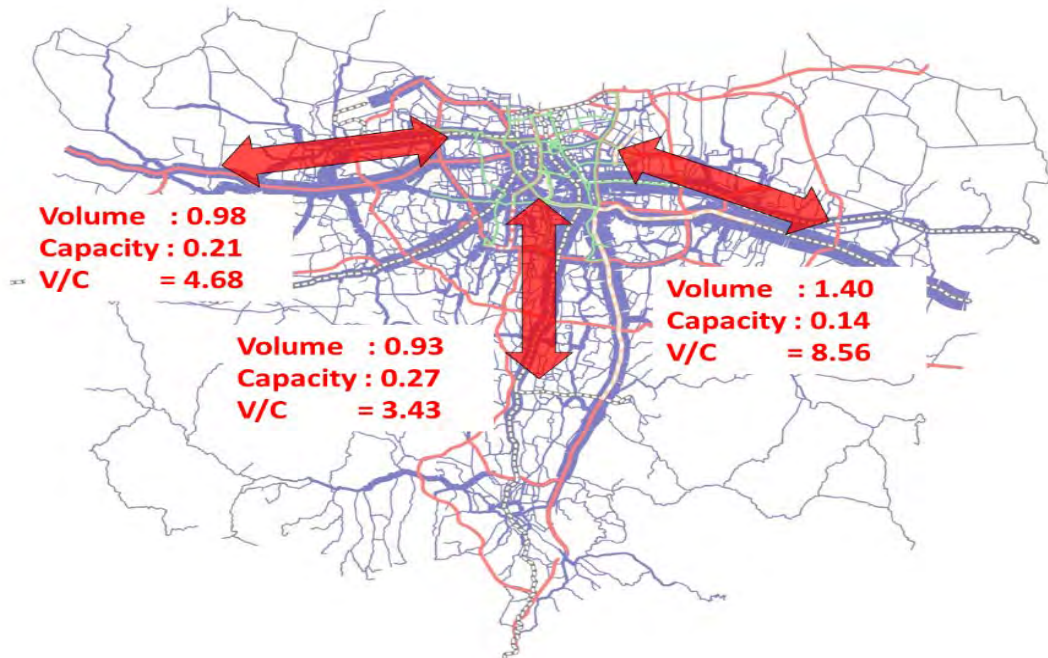 Volume : 0.98
Capacity : 0.21
V/C = 4.68
Volume : 0.93
Capacity : 0.27
V/C = 3.43
Volume : 1.40
Capacity : 0.14
V/C = 8.56